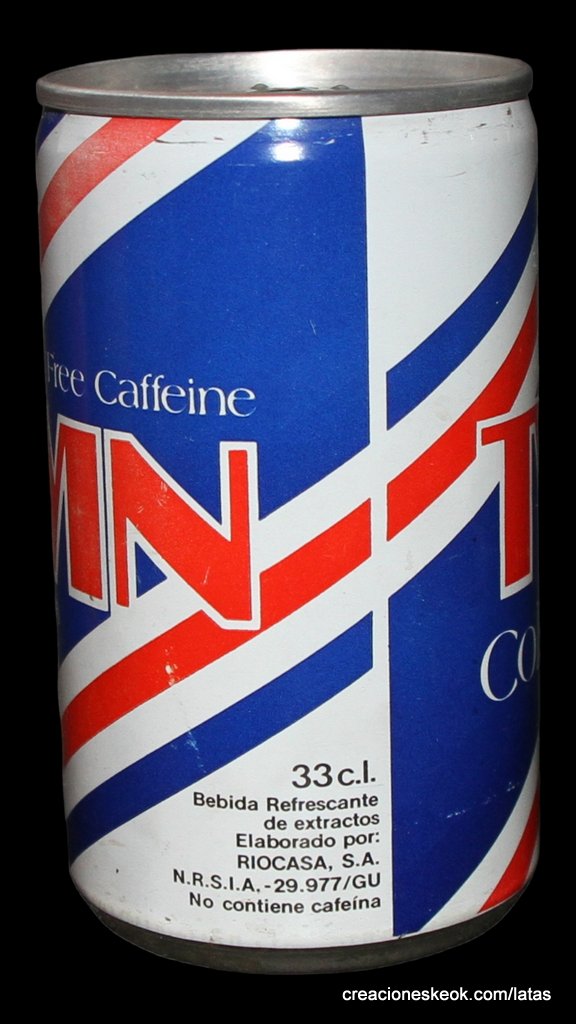 Free Caffeine
MN
T
Co
33 c.l.
Bebida Refrescante
de extractos
Elaborado por:
RIOCASA, S.A.
N.R.S.I.A.-29.977/GU
No contiene cafeína
creacioneskeok.com/latas